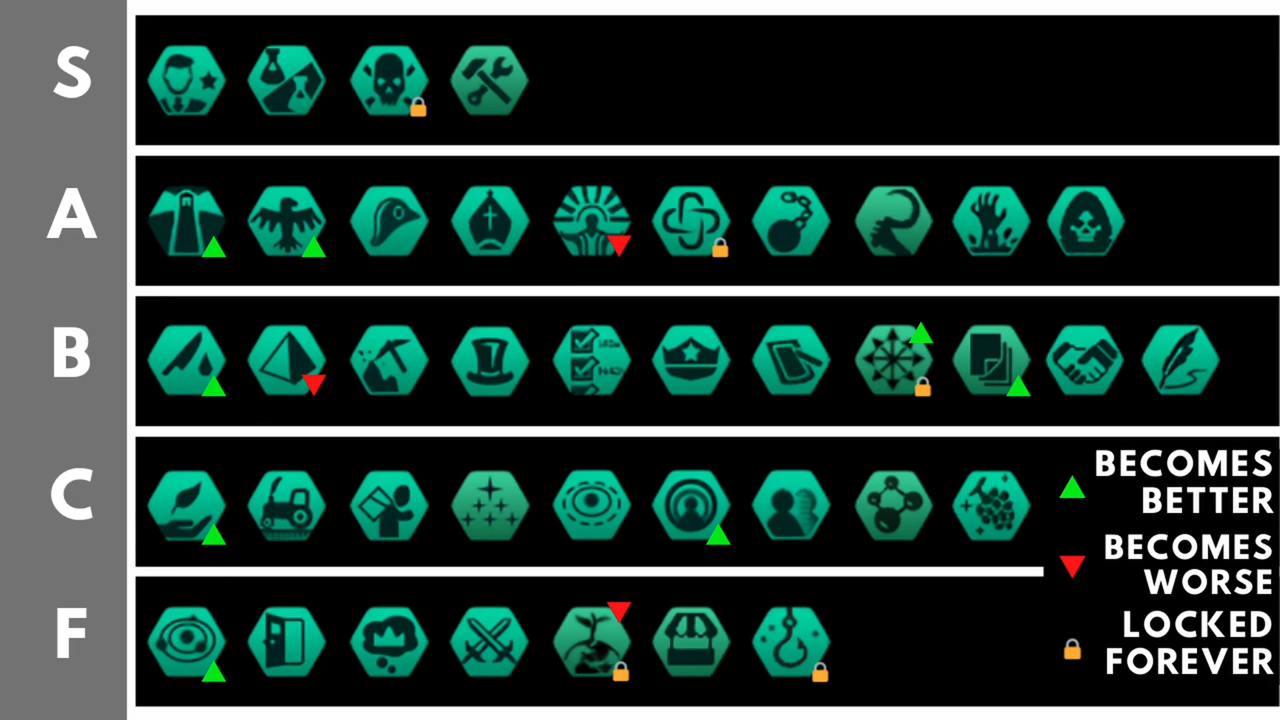 S
A
B
C
F
BECOMES
BETTER
BECOMES
WORSE
LOCKED
FOREVER